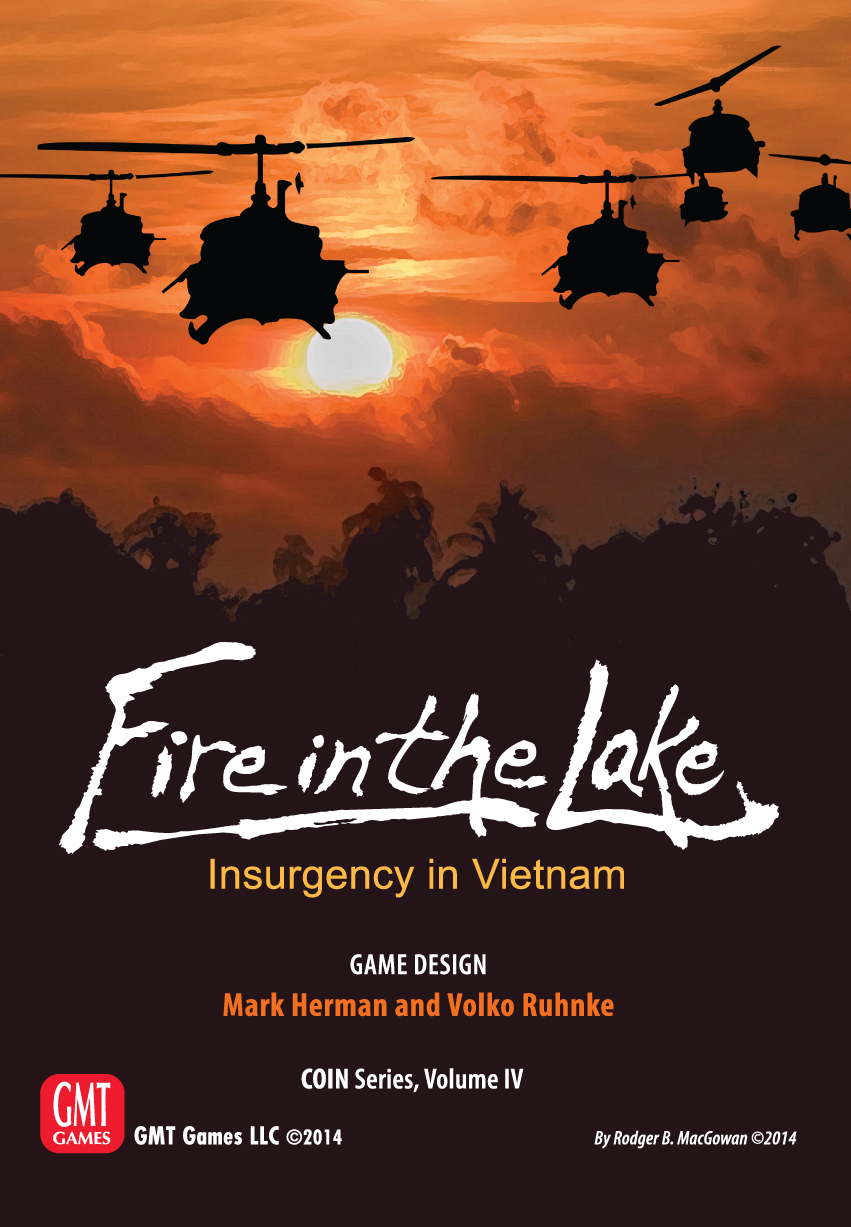 Fire in the Lake
Insurgency in Vietnam
GAME DESIGN
Mark Herman and Volko Ruhnke
COIN Series, Volume IV
GMT
GAMES
GMT Games LLC ©2014
By Rodger B. MacGowan ©2014